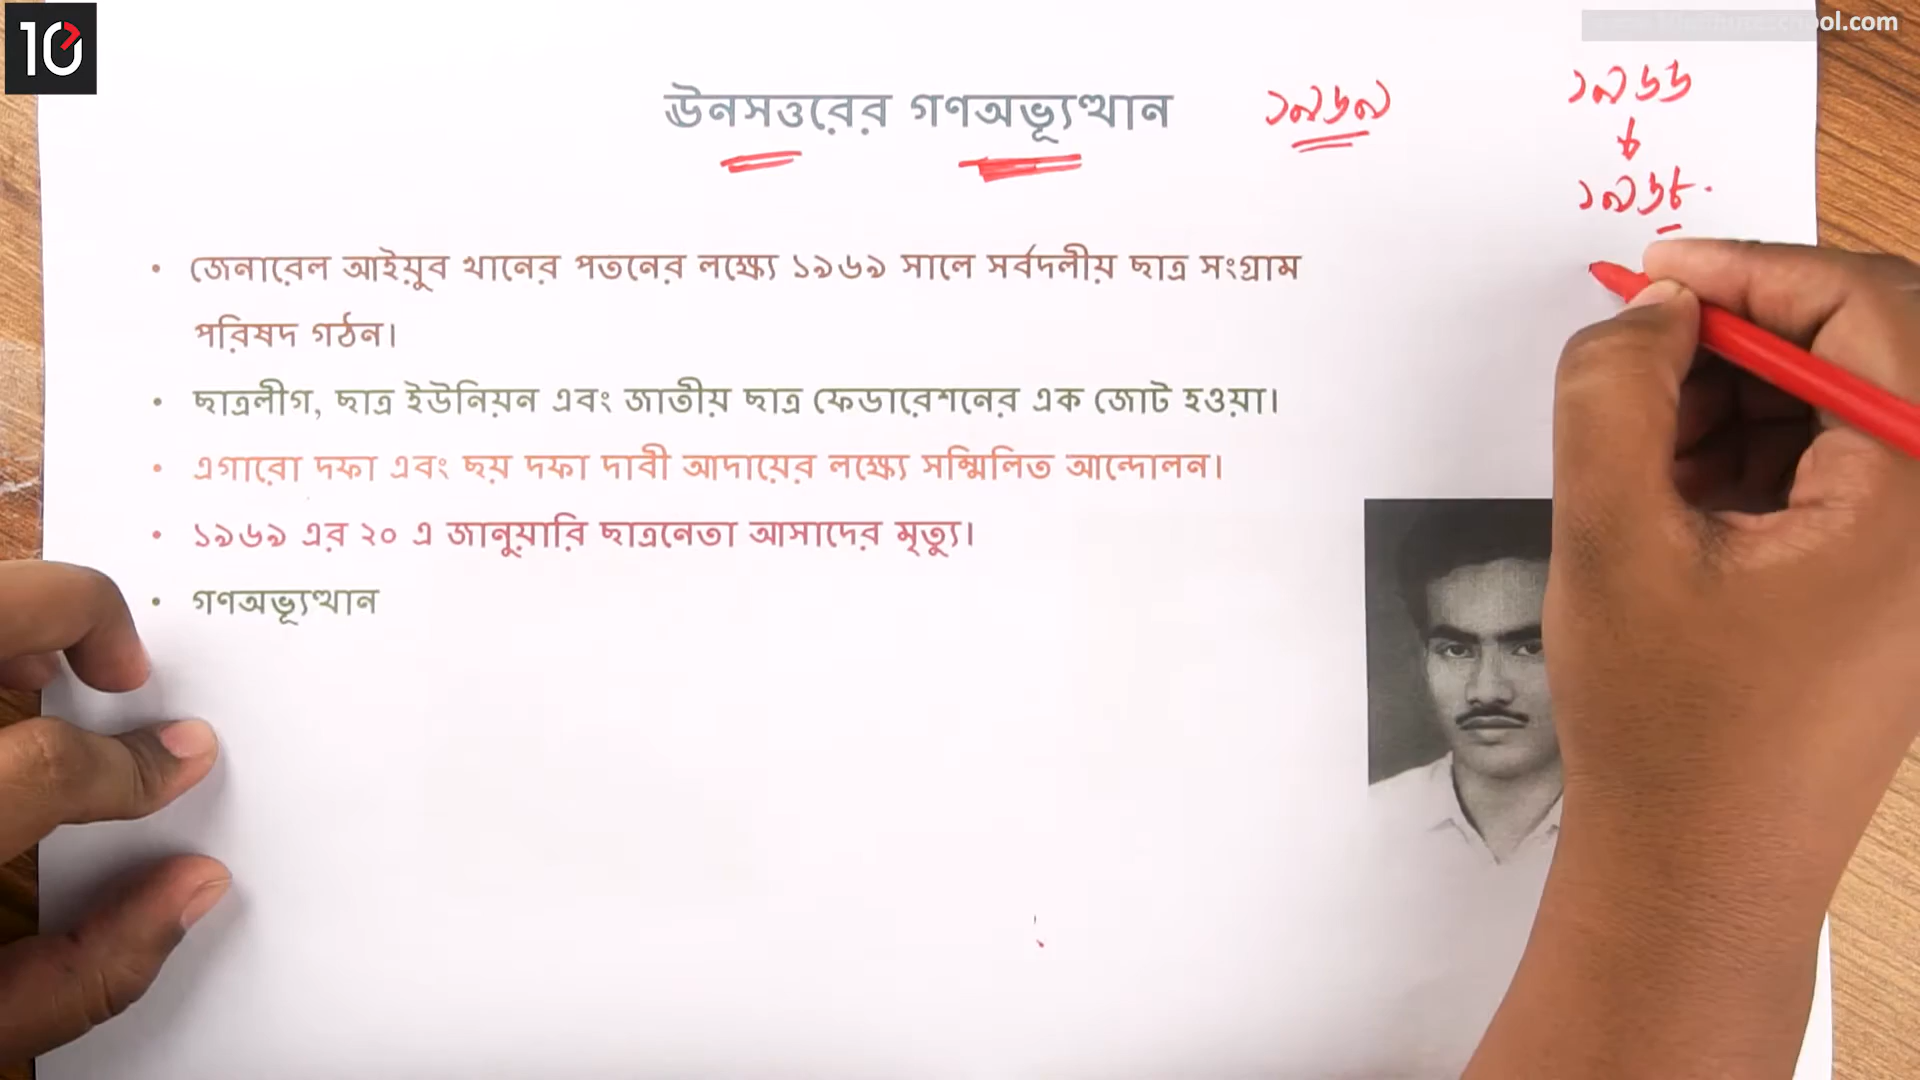 10
ool.com
ঊনসত্তরের গণঅভ্যূত্থান
১৯৬৯
১৯৬৬
১৯৬৮
• জেনারেল আইয়ুব খানের পতনের লক্ষ্যে ১৯৬৯ সালে সর্বদলীয় ছাত্র সংগ্রাম
পরিষদ গঠন।
• ছাত্রলীগ, ছাত্র ইউনিয়ন এবং জাতীয় ছাত্র ফেডারেশনের এক জোট হওয়া।
• এগারো দফা এবং ছয় দফা দাবী আদায়ের লক্ষ্যে সম্মিলিত আন্দোলন।
• ১৯৬৯ এর ২০ এ জানুয়ারি ছাত্রনেতা আসাদের মৃত্যু।
• গণঅভ্যূত্থান